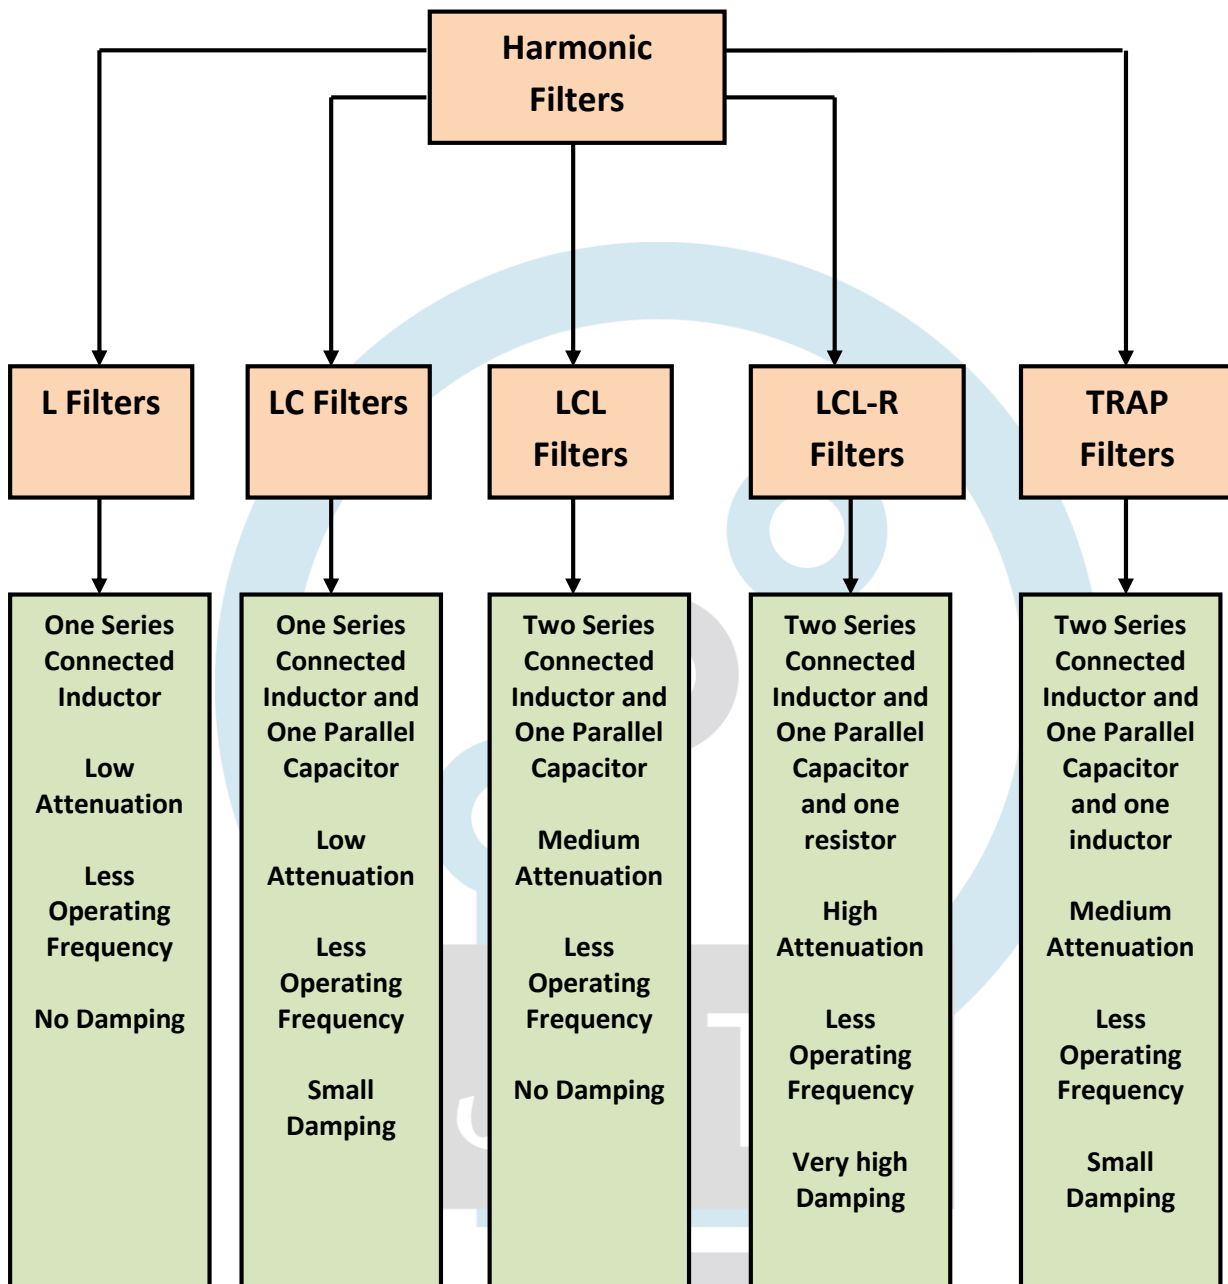 Harmonic
Filters
L Filters
LC Filters
LCL
Filters
LCL-R
Filters
TRAP
Filters
One Series
Connected
Inductor
Low
Attenuation
Less
Operating
Frequency
No Damping
One Series
Connected
Inductor and
One Parallel
Capacitor
Low
Attenuation
Less
Operating
Frequency
Small
Damping
Two Series
Connected
Inductor and
One Parallel
Capacitor
Medium
Attenuation
Less
Operating
Frequency
No Damping
Two Series
Connected
Inductor and
One Parallel
Capacitor
and one
resistor
High
Attenuation
Less
Operating
Frequency
Very high
Damping
Two Series
Connected
Inductor and
One Parallel
Capacitor
and one
inductor
Medium
Attenuation
Less
Operating
Frequency
Small
Damping